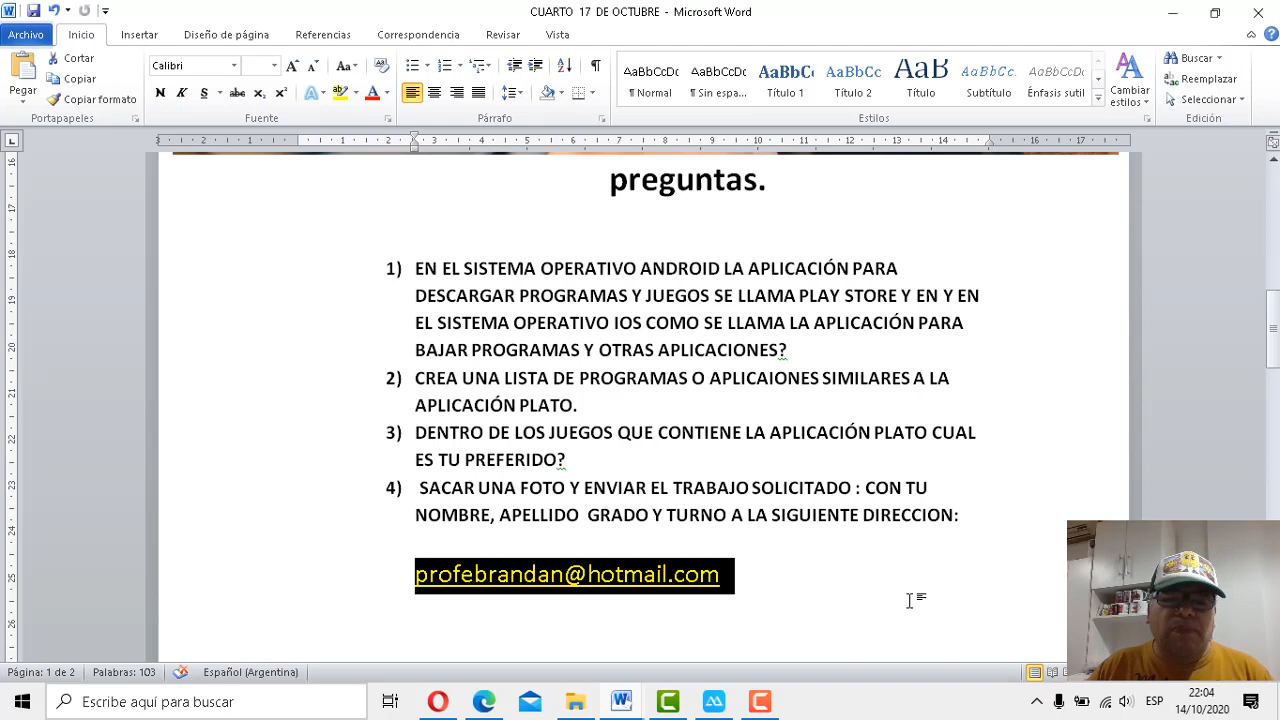 CUARTO 17 DE OCTUBRE - Microsoft Word
Archivo Inicio Insertar Diseño de página Referencias Correspondencia Revisar Vista
Pegar
Cortar
Copiar
Copiar formato
Portapapeles
Calibri
Fuente
Párrafo
AaBbCcDc AaBbCcDc AaBbCc AaBbCc AaB AaBbCc. AaBbCcDc
¶ Normal ¶ Sin espa... Título 1 Título 2 Título Subtítulo Énfasis sutil
Estilos
Cambiar estilos
Buscar
Reemplazar
Seleccionar
Edición
preguntas.
1) EN EL SISTEMA OPERATIVO ANDROID LA APLICACIÓN PARA
DESCARGAR PROGRAMAS Y JUEGOS SE LLAMA PLAY STORE Y EN Y EN
EL SISTEMA OPERATIVO IOS COMO SE LLAMA LA APLICACIÓN PARA
BAJAR PROGRAMAS Y OTRAS APLICACIONES?
2) CREA UNA LISTA DE PROGRAMAS O APLICAIONES SIMILARES A LA
APLICACIÓN PLATO.
3) DENTRO DE LOS JUEGOS QUE CONTIENE LA APLICACIÓN PLATO CUAL
ES TU PREFERIDO?
4) SACAR UNA FOTO Y ENVIAR EL TRABAJO SOLICITADO : CON TU
NOMBRE, APELLIDO GRADO Y TURNO A LA SIGUIENTE DIRECCION:
profebrandan@hotmail.com
Página: 1 de 2 Palabras: 103 Español (Argentina)
Escribe aquí para buscar
ESP
22:04
14/10/2020